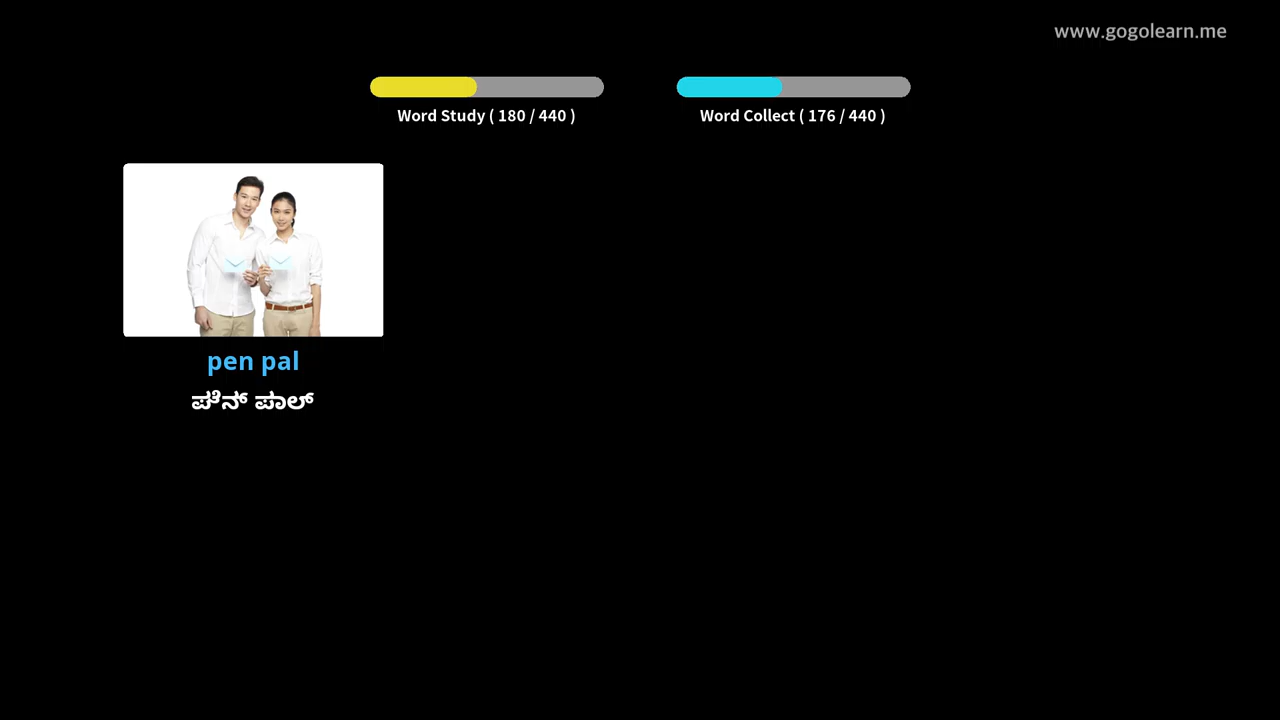 www.gogolearn.me
Word Study ( 180 / 440 )
Word Collect ( 176 / 440 )
pen pal
ಪೆನ್ ಪಾಲ್